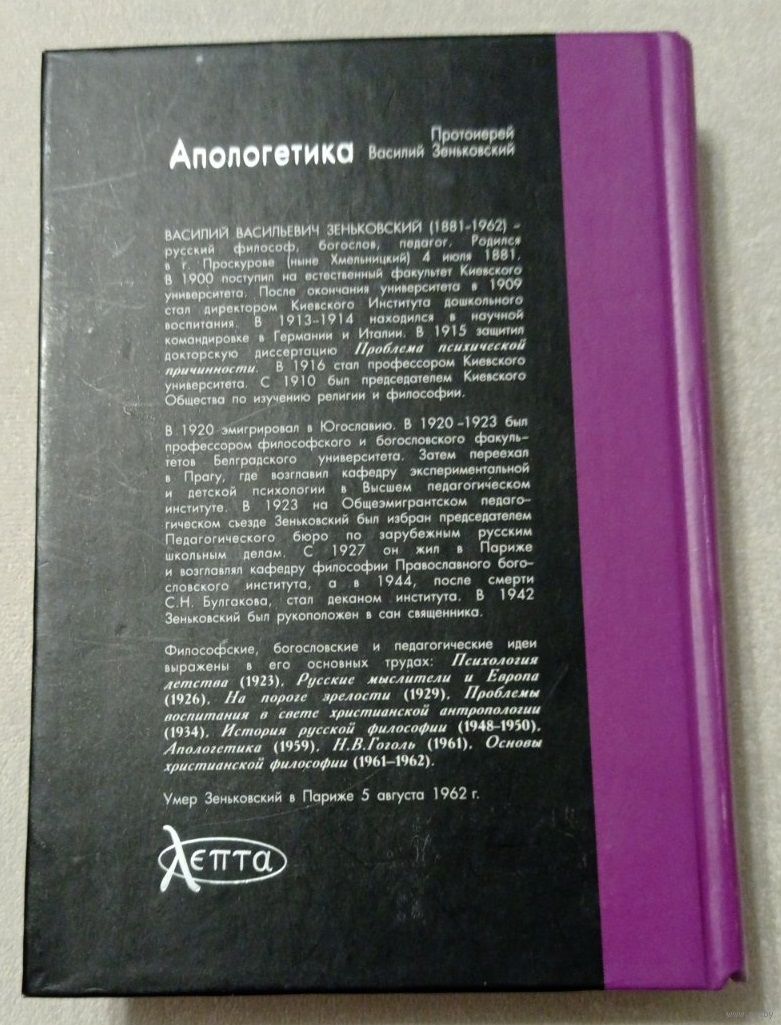 Протоиерей
Апологетика Василий Зеньковский
ВАСИЛИЙ ВАСИЛЬЕВИЧ ЗЕНЬКОВСКИЙ (1881-1962) -
русский философ, богослов, педагог. Родился
в г. Проскурове (ныне Хмельницкий) 4 июля 1881.
В 1900 поступил на естественный факультет Киевского
университета. После окончания университета в 1909
стал директором Киевского Института дошкольного
воспитания. В 1913-1914 находился в научной
командировке в Германии и Италии. В 1915 защитил
докторскую диссертацию Проблема психической
причинности. В 1916 стал профессором Киевского
университета. С 1910 был председателем Киевского
Общества по изучению религии и философии.
В 1920 эмигрировал в Югославию. В 1920-1923 был
профессором философского и богословского факуль-
тетов Белградского университета. Затем переехал
в Прагу, где возглавил кафедру экспериментальной
и детской психологии в Высшем педагогическом
институте. В 1923 на Общеэмигрантском педаго-
гическом съезде Зеньковский был избран председателем
Педагогического бюро по зарубежным русским
школьным делам. С 1927 он жил в Париже
и возглавлял кафедру философии Православного бого-
словского института, а в 1944, после смерти
С.Н. Булгакова, стал деканом института. В 1942
Зеньковский был рукоположен в сан священника.
Философские, богословские и педагогические идеи
выражены в его основных трудах: Психология
детства (1923), Русские мыслители и Европа
(1926), На пороге зрелости (1929), Проблемы
воспитания в свете христианской антропологии
(1934), История русской философии (1948-1950),
Апологетика (1959), Н.В.Гоголь (1961), Основы
христианской философии (1961-1962).
Умер Зеньковский в Париже 5 августа 1962 г.
λεπτα